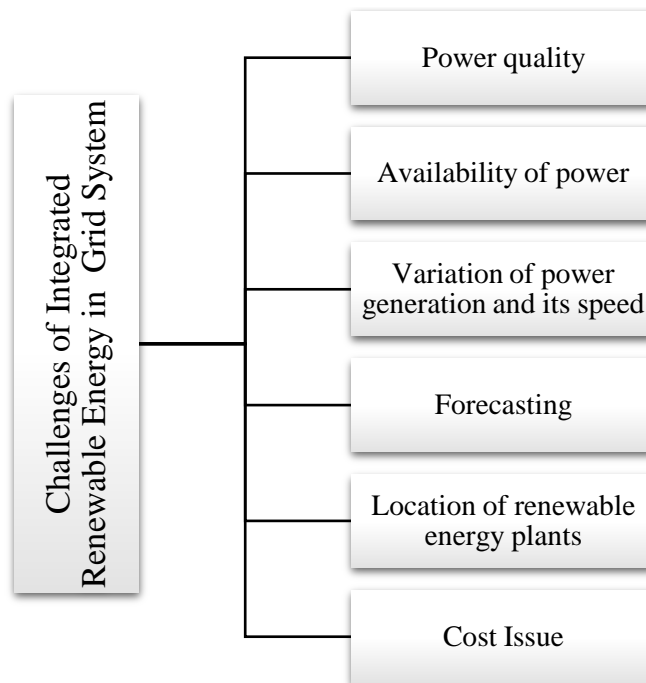 Challenges of Integrated
Renewable Energy in Grid System
Power quality
Availability of power
Variation of power
generation and its speed
Forecasting
Location of renewable
energy plants
Cost Issue